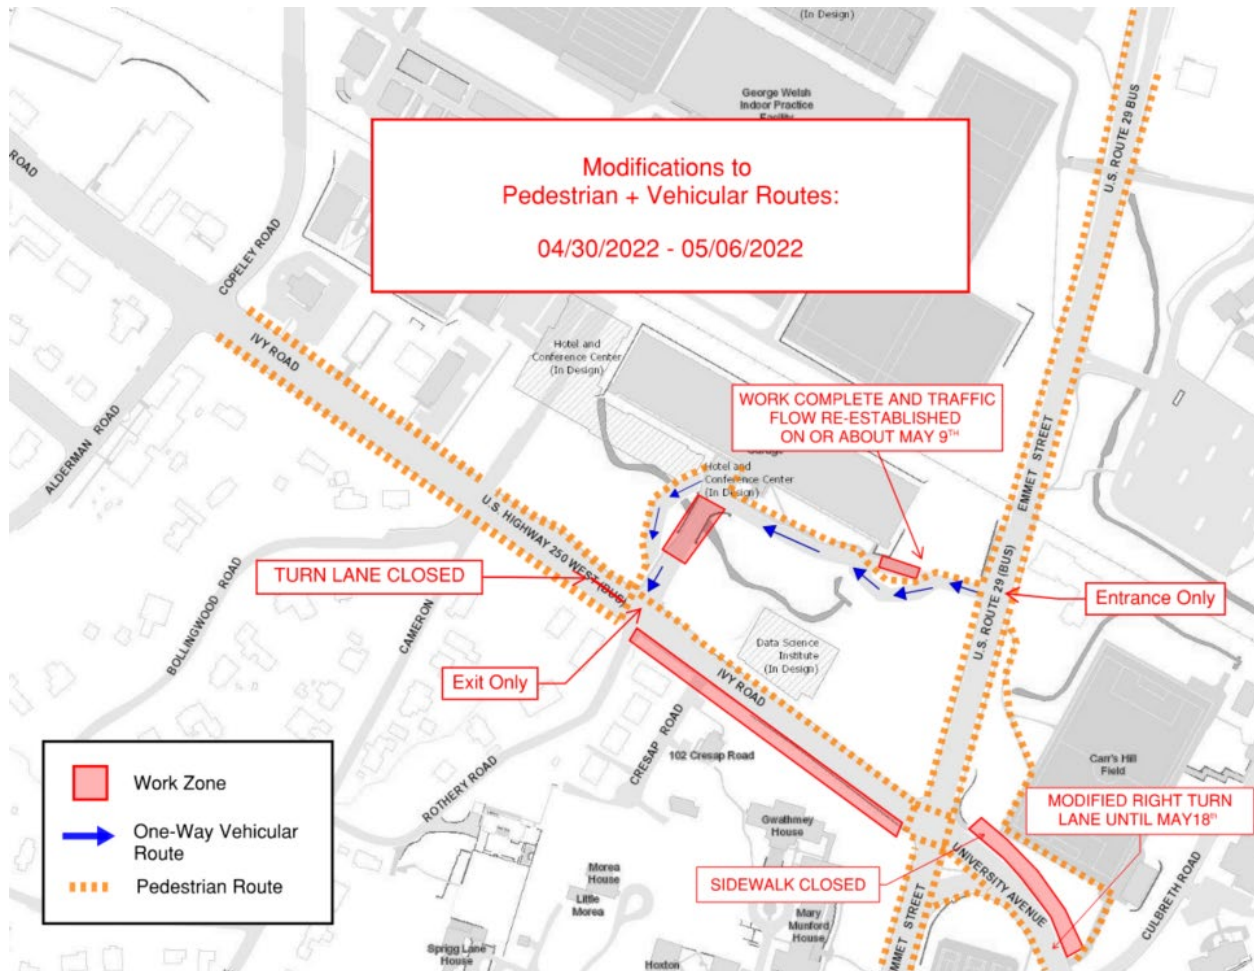 (In Design)
George Welsh
Indoor Practice
Facility
U.S. ROUTE 29 BUS
ROAD
Modifications to
Pedestrian + Vehicular Routes:
04/30/2022 - 05/06/2022
COPELEY ROAD
IVY ROAD
Hotel and
Conference Center
(In Design)
WORK COMPLETE AND TRAFFIC
FLOW RE-ESTABLISHED
ON OR ABOUT MAY 9TH
Garage
ALDERMAN ROAD
Hotel and
Conference Center
(In Design)
EMMET STREET
U.S. HIGHWAY 250 WEST (BUS)
TURN LANE CLOSED
U.S. ROUTE 29 (BUS)
Entrance Only
BOLLINGWOOD ROAD
CAMERON
Data Science
Institute
(In Design)
Exit Only
IVY ROAD
CRESAP ROAD
102 Cresap Road
ROTHERY ROAD
Carr's Hill
Field
Work Zone
One-Way Vehicular
Route
Pedestrian Route
MODIFIED RIGHT TURN
LANE UNTIL MAY18th
Gwathmey
House
SIDEWALK CLOSED
UNIVERSITY AVENUE
CULBRETH ROAD
Morea
House
Little
Morea
Mary
Munford
House
EMMET STREET
Sprigg Lane
House
Hoxton